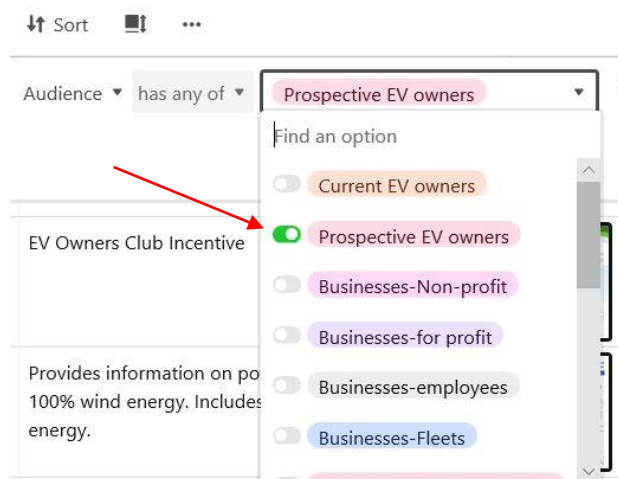 Sort
Audience has any of Prospective EV owners
Find an option
Current EV owners
Prospective EV owners
EV Owners Club Incentive
Businesses-Non-profit
Businesses-for profit
Provides information on po
Businesses-employees
100% wind energy. Includes
energy.
Businesses-Fleets